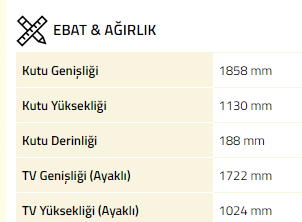 EBAT & AĞIRLIK
Kutu Genişliği 1858 mm
Kutu Yüksekliği 1130 mm
Kutu Derinliği 188 mm
TV Genişliği (Ayaklı) 1722 mm
TV Yüksekliği (Ayaklı) 1024 mm